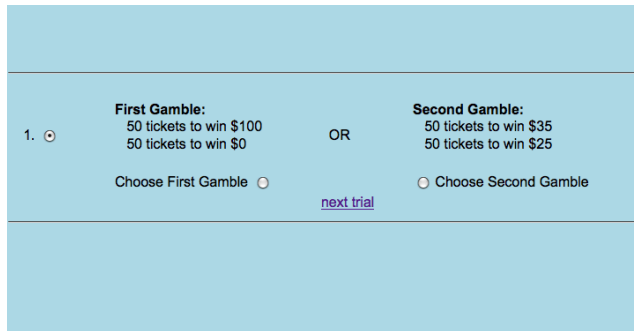 1.
First Gamble:
50 tickets to win $100
50 tickets to win $0
Choose First Gamble
OR
next trial
Second Gamble:
50 tickets to win $35
50 tickets to win $25
Choose Second Gamble